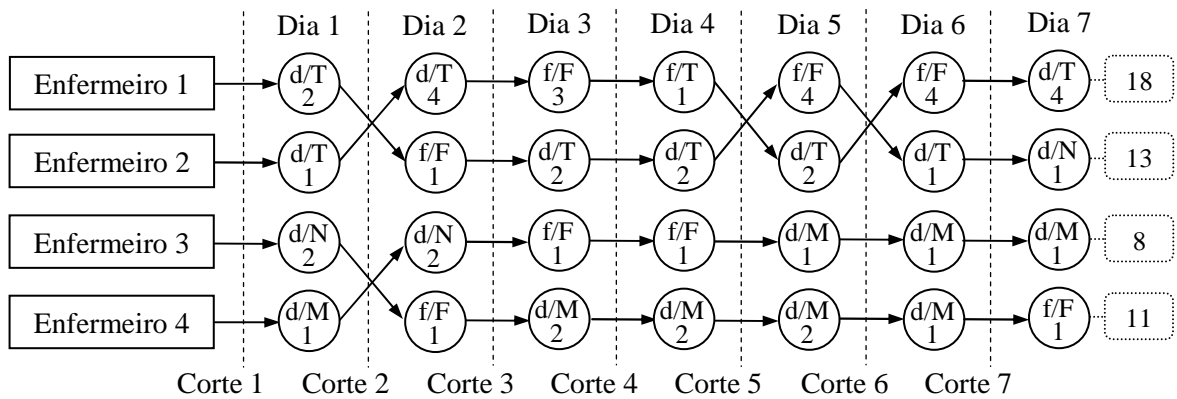 Dia 1 Dia 2 Dia 3 Dia 4 Dia 5 Dia 6 Dia 7
Enfermeiro 1 d/T 2 d/T 4 f/F 3 f/T 1 f/F 4 f/F 4 d/T 4 18
Enfermeiro 2 d/T 1 f/F 1 d/T 2 d/T 2 d/T 2 d/T 1 d/N 1 13
Enfermeiro 3 d/N 2 d/N 2 f/F 1 f/F 1 d/M 1 d/M 1 d/M 1 8
Enfermeiro 4 d/M 1 f/F 1 d/M 2 d/M 2 d/M 2 d/M 1 f/F 1 11
Corte 1 Corte 2 Corte 3 Corte 4 Corte 5 Corte 6 Corte 7